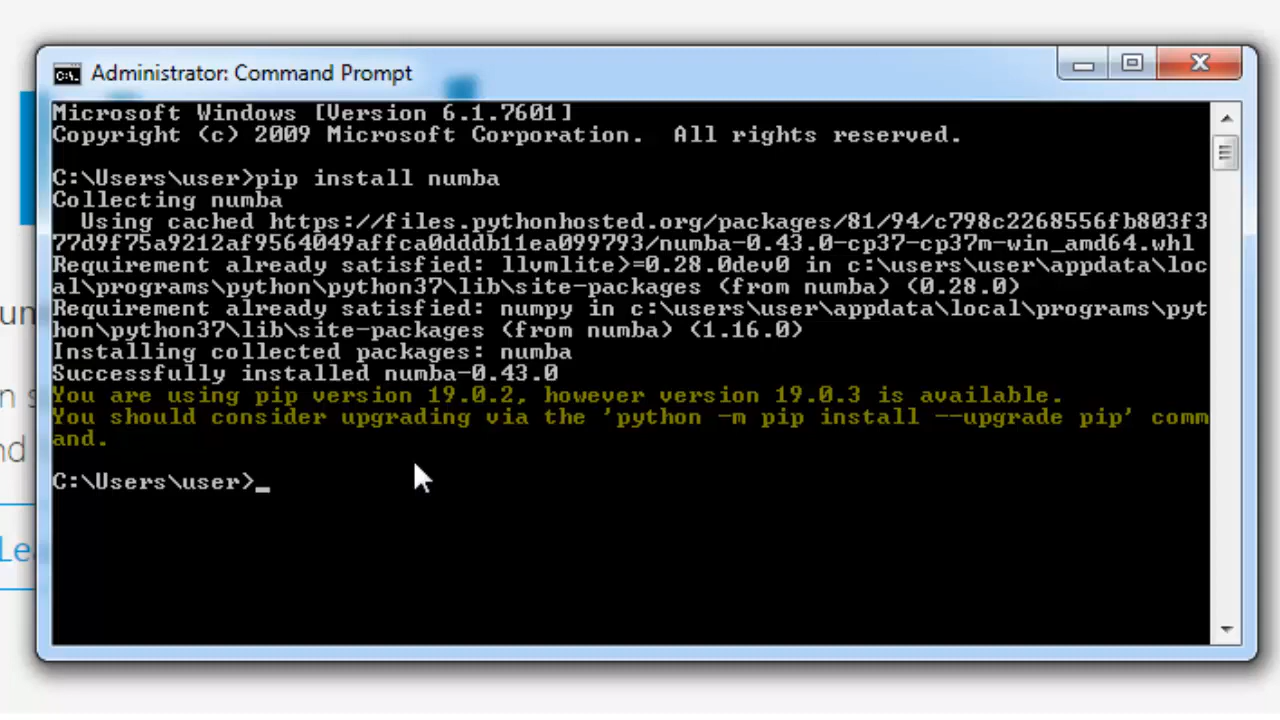 Administrator: Command Prompt
Microsoft Windows [Version 6.1.7601]
Copyright (c) 2009 Microsoft Corporation.  All rights reserved.
C:\Users\user>pip install numba
Collecting numba
  Using cached https://files.pythonhosted.org/packages/81/94/c798c2268556fb803f3
77d9f75a9212af9564049affca0dddb11ea099793/numba-0.43.0-cp37-cp37m-win_amd64.whl
Requirement already satisfied: llvmlite>=0.28.0dev0 in c:\users\user\appdata\loc
al\programs\python\python37\lib\site-packages (from numba) (0.28.0)
Requirement already satisfied: numpy in c:\users\user\appdata\local\programs\pyt
hon\python37\lib\site-packages (from numba) (1.16.0)
Installing collected packages: numba
Successfully installed numba-0.43.0
You are using pip version 19.0.2, however version 19.0.3 is available.
You should consider upgrading via the 'python -m pip install --upgrade pip' comm
and.
C:\Users\user>_